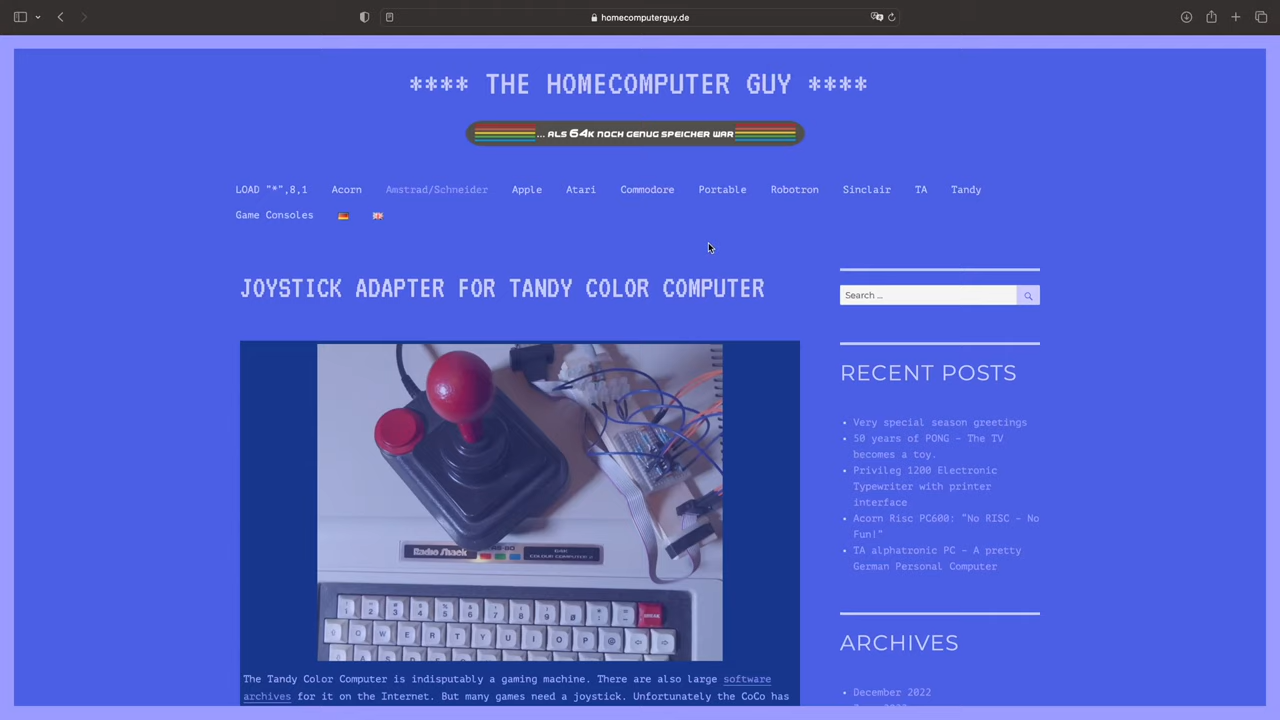 homecomputerguy.de
**** THE HOMECOMPUTER GUY ****
... ALS 64K NOCH GENUG SPEICHER WAR
LOAD "*",8,1 Acorn Amstrad/Schneider Apple Atari Commodore Portable Robotron Sinclair TA Tandy
Game Consoles
JOYSTICK ADAPTER FOR TANDY COLOR COMPUTER
Search …
RECENT POSTS
Very special season greetings
50 years of PONG – The TV
becomes a toy.
Privileg 1200 Electronic
Typewriter with printer
interface
Acorn Risc PC600: "No RISC – No
Fun!"
TA alphatronic PC – A pretty
German Personal Computer
ARCHIVES
December 2022
Radio Shack
BREAK
Q W E R T Y U I O P @
The Tandy Color Computer is indisputably a gaming machine. There are also large software
archives for it on the Internet. But many games need a joystick. Unfortunately the CoCo has